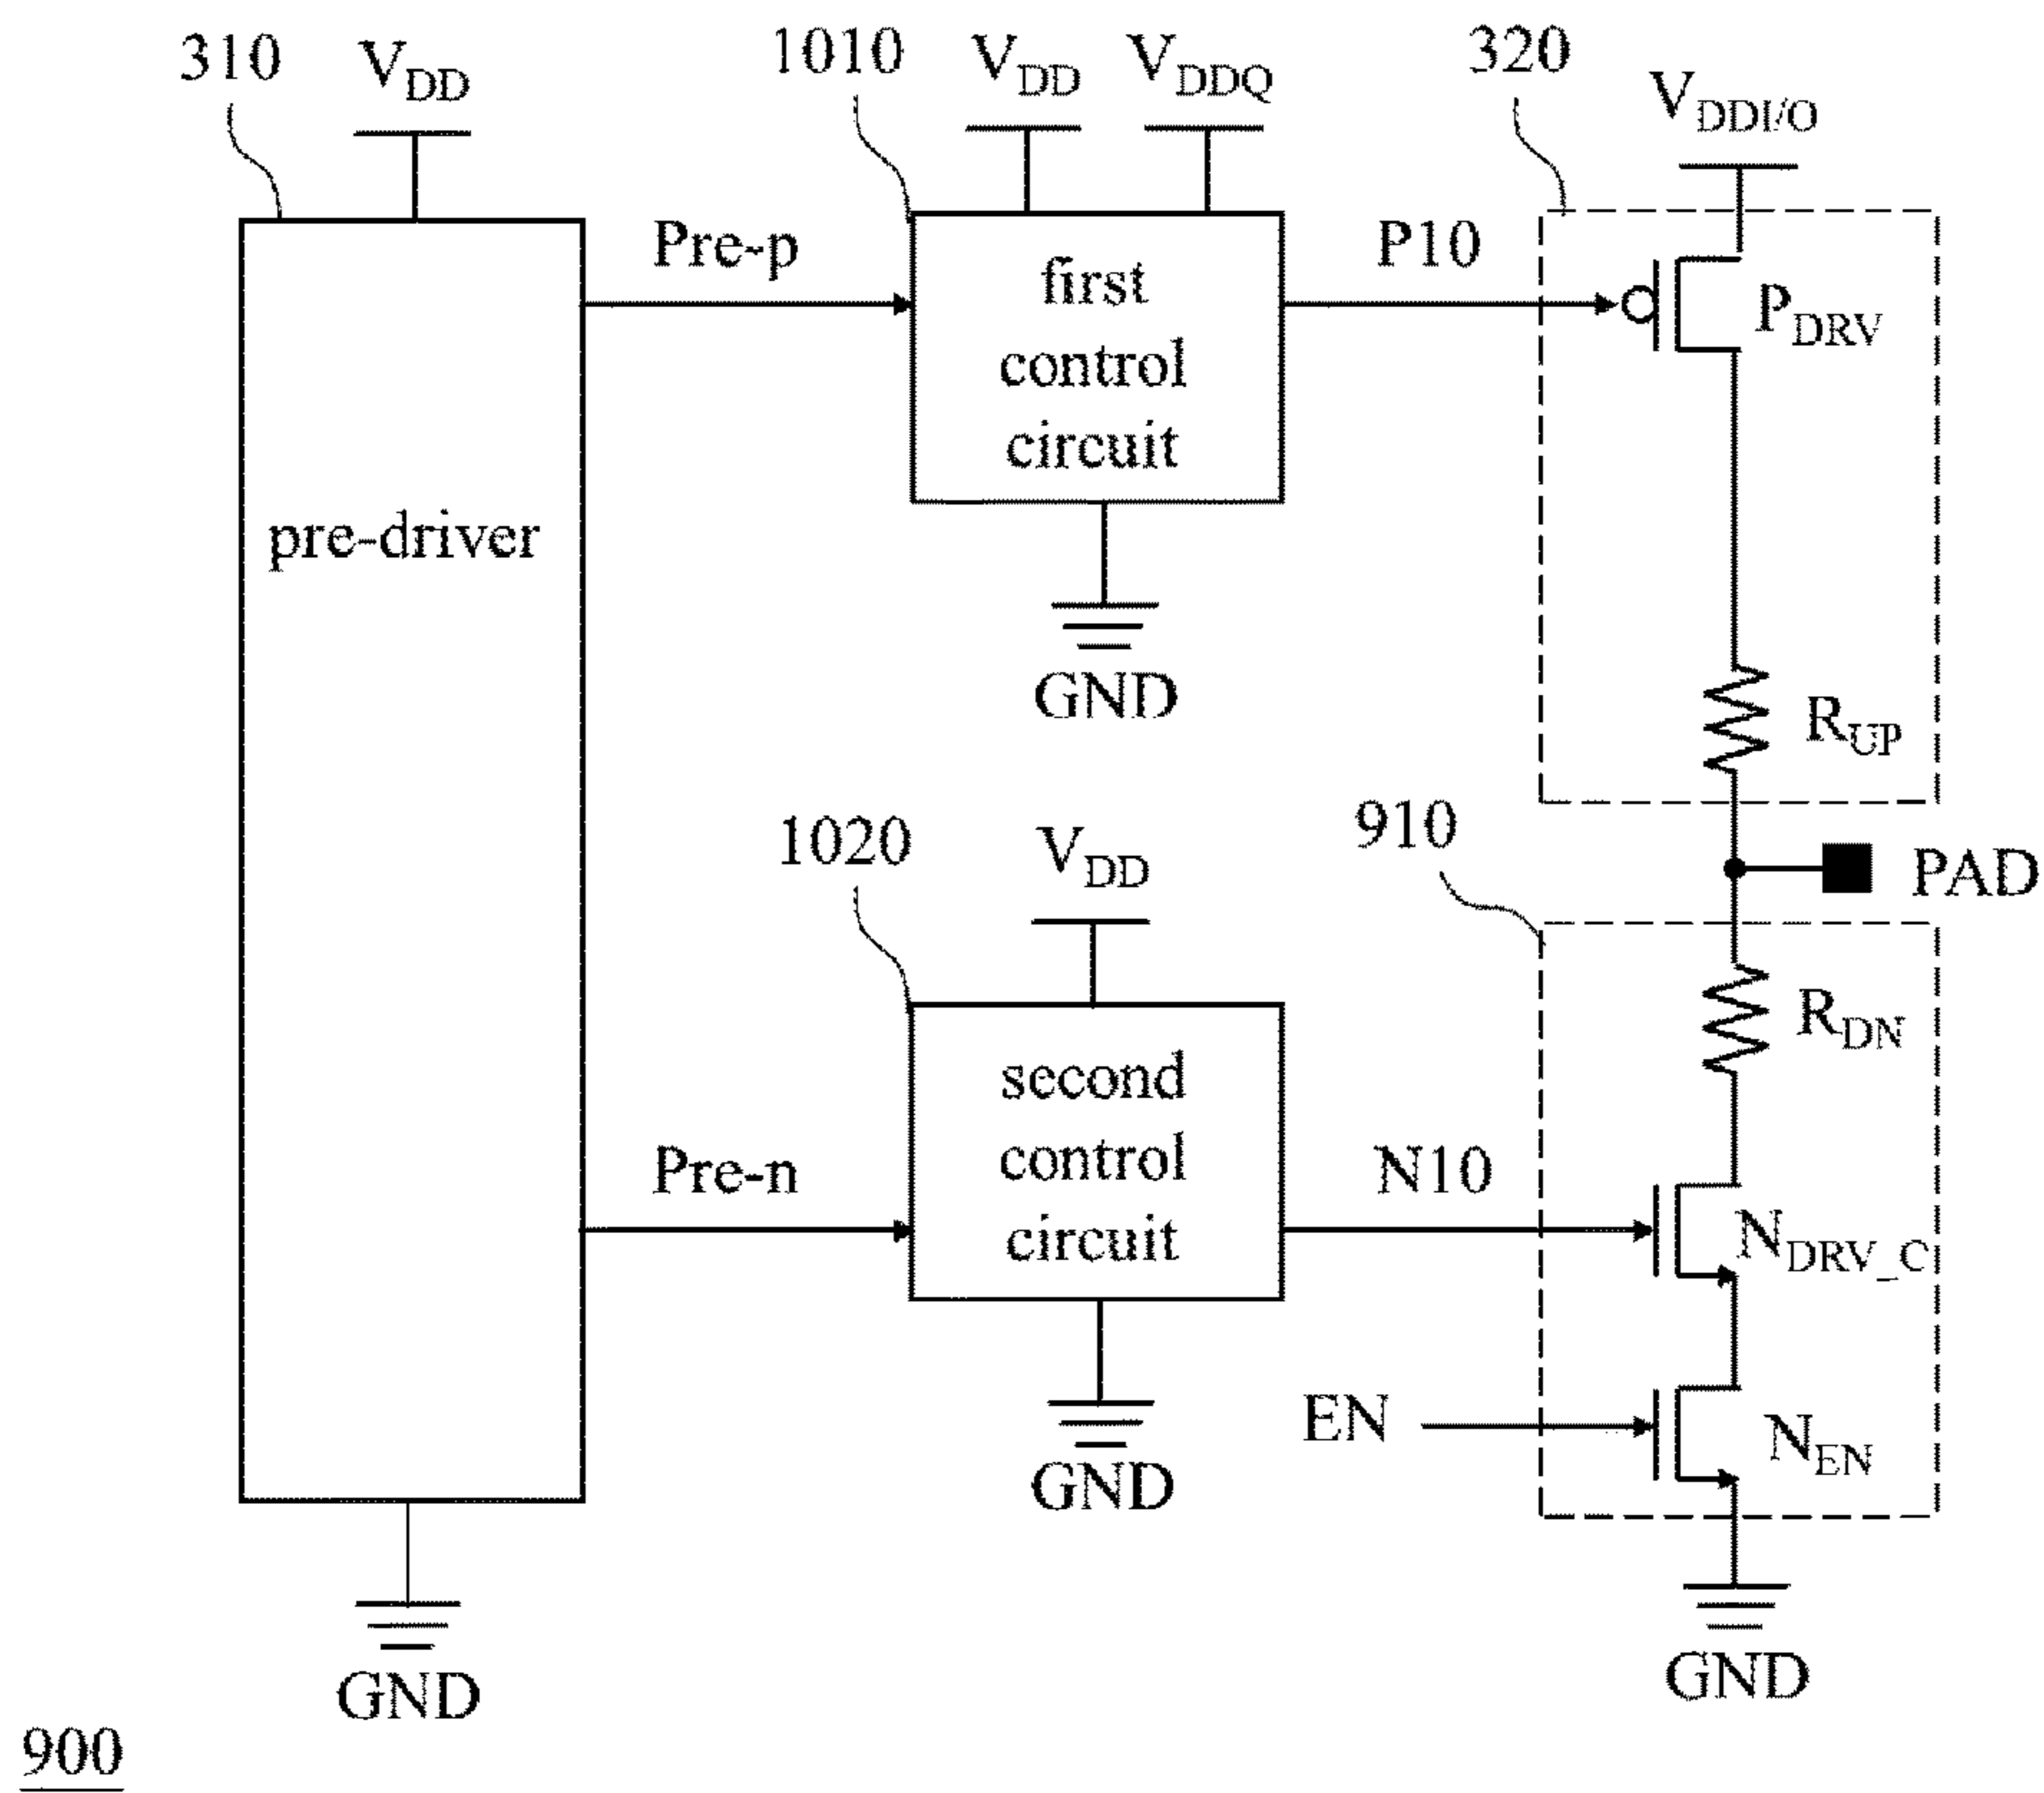 310
VDD
1010
VDD
VDDQ
320
VDDI/O
Pre-p
first
control
circuit
P10
PDRV
pre-driver
GND
RUP
1020
VDD
910
PAD
RDN
second
control
circuit
Pre-n
N10
NDRV_C
EN
NEN
GND
GND
GND
900